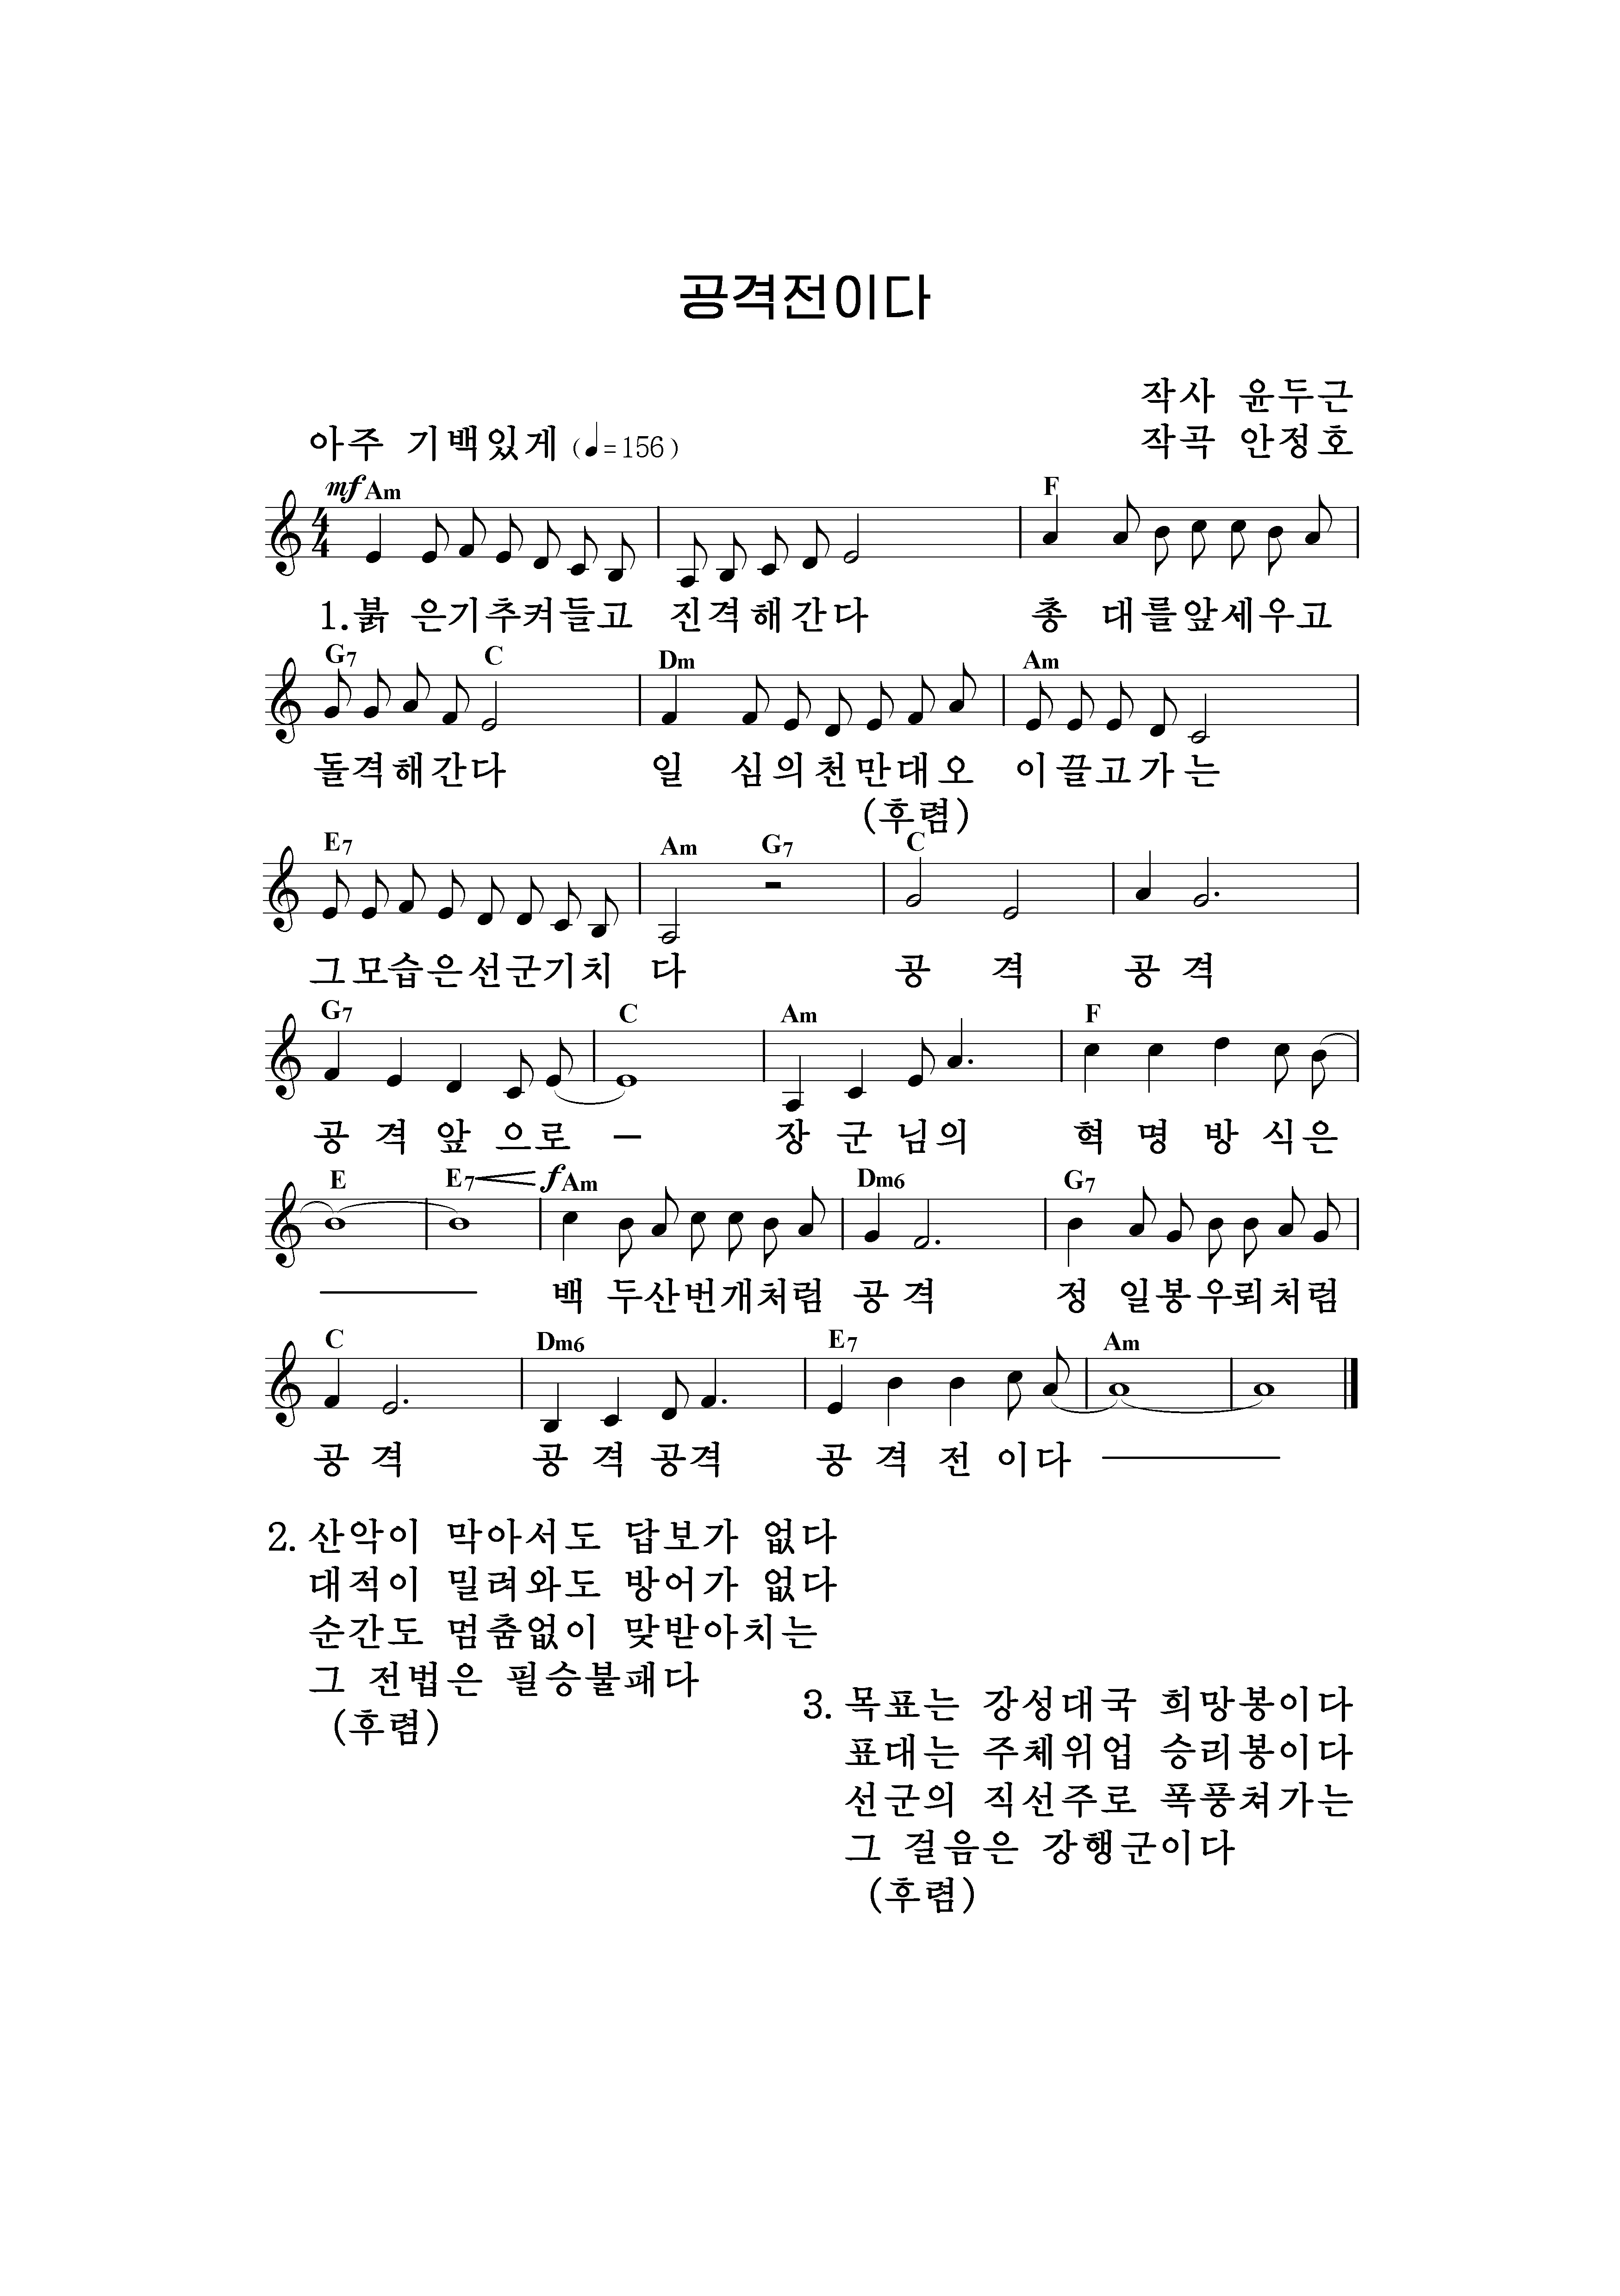 공격전이다
작사 윤두근
아주 기백있게 (♩=156)
작곡 안정호
mf Am F
4
4
1.붉 은기추켜들고 진격해간다 총 대를앞세우고
G7 C Dm Am
돌격해간다 일 심의천만대오 이끌고가는
(후렴)
E7 Am G7 C
그모습은선군기치 다 공 격 공 격
G7 C Am F
공 격 앞 으로 – 장 군 님의 혁 명 방 식은
E E7 f Am Dm6 G7
백 두산번개처럼 공 격 정 일봉우뢰처럼
C Dm6 E7 Am
공 격 공 격 공격 공 격 전 이다
2. 산악이 막아서도 답보가 없다
대적이 밀려와도 방어가 없다
순간도 멈춤없이 맞받아치는
그 전법은 필승불패다
(후렴)
3. 목표는 강성대국 희망봉이다
표대는 주체위업 승리봉이다
선군의 직선주로 폭풍쳐가는
그 걸음은 강행군이다
(후렴)